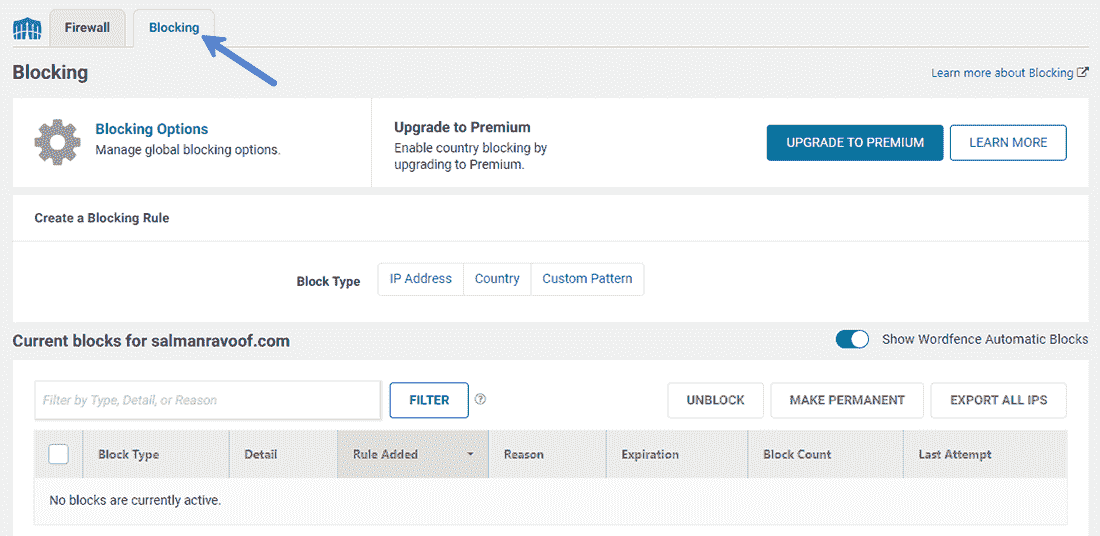 Firewall
Blocking
Blocking
Learn more about Blocking
Blocking Options
Manage global blocking options.
Upgrade to Premium
Enable country blocking by
upgrading to Premium.
UPGRADE TO PREMIUM
LEARN MORE
Create a Blocking Rule
Block Type
IP Address
Country
Custom Pattern
Current blocks for salmanravoof.com
Show Wordfence Automatic Blocks
Filter by Type, Detail, or Reason
FILTER
?
UNBLOCK
MAKE PERMANENT
EXPORT ALL IPS
Block Type
Detail
Rule Added
Reason
Expiration
Block Count
Last Attempt
No blocks are currently active.